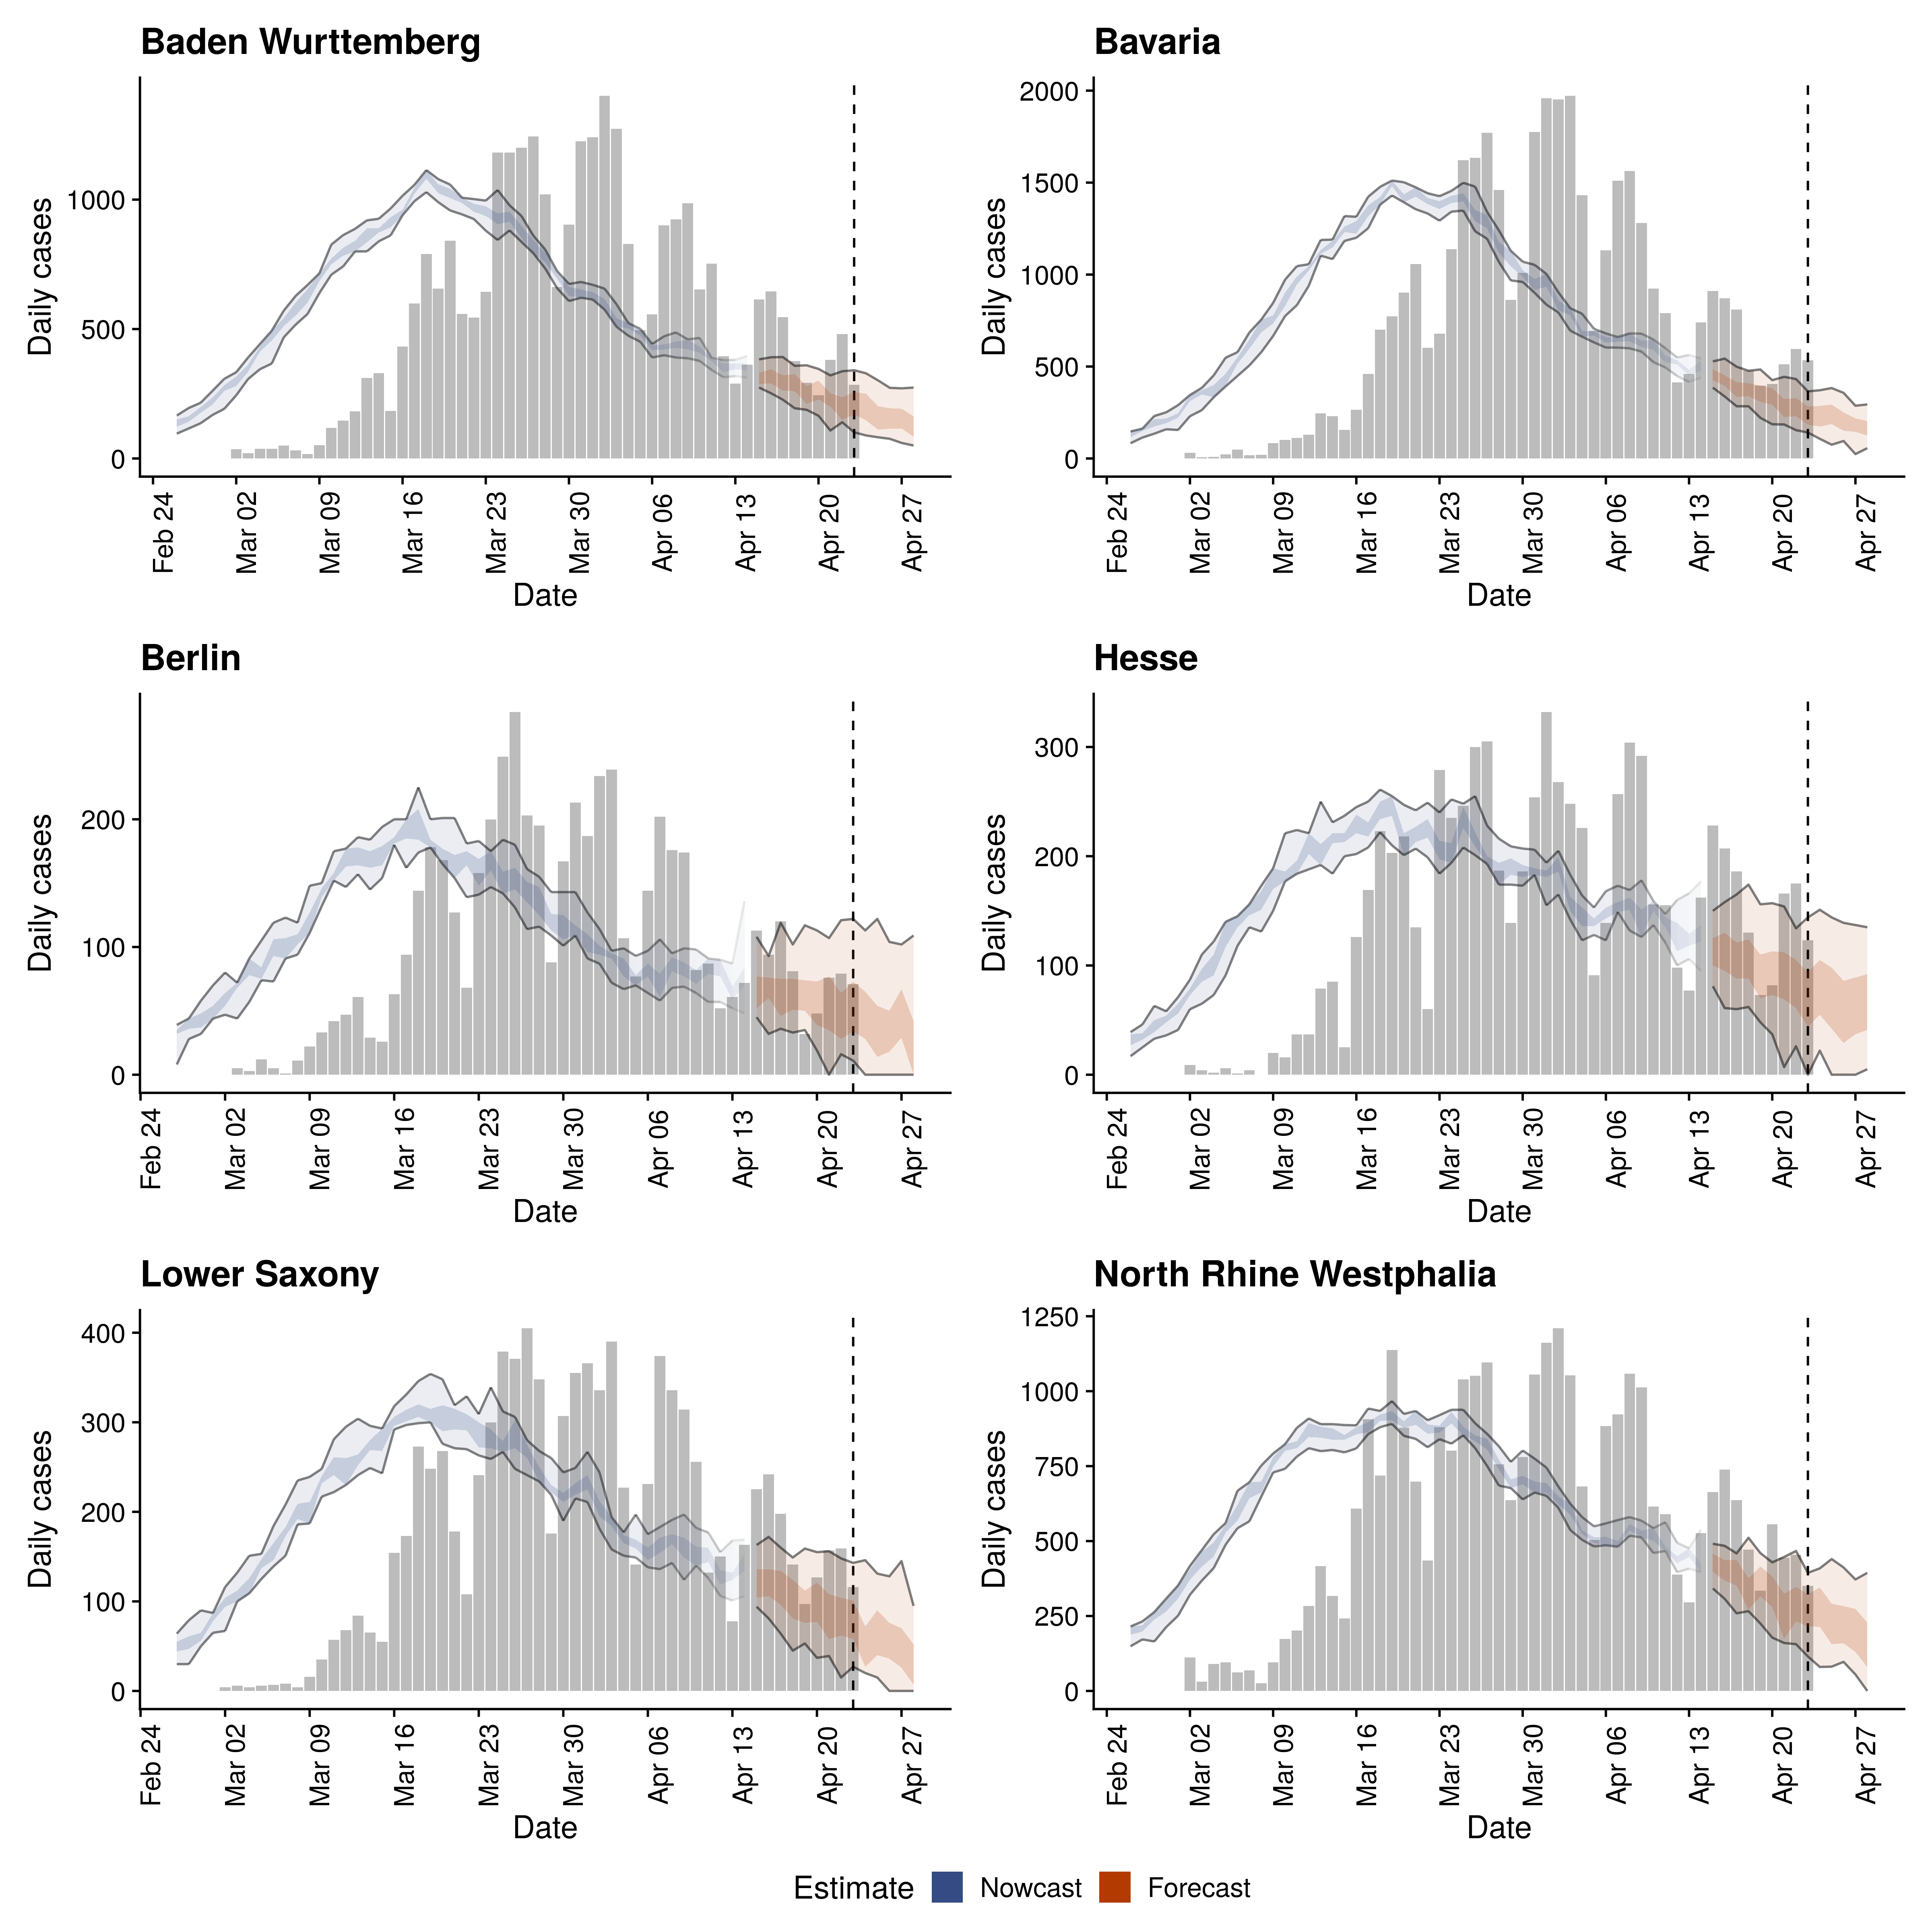 Baden Wurttemberg
Daily cases
1000
500
0
Feb 24
Mar 02
Mar 09
Mar 16
Mar 23
Mar 30
Apr 06
Apr 13
Apr 20
Apr 27
Date
Bavaria
Daily cases
2000
1500
1000
500
0
Feb 24
Mar 02
Mar 09
Mar 16
Mar 23
Mar 30
Apr 06
Apr 13
Apr 20
Apr 27
Date
Berlin
Daily cases
200
100
0
Feb 24
Mar 02
Mar 09
Mar 16
Mar 23
Mar 30
Apr 06
Apr 13
Apr 20
Apr 27
Date
Hesse
Daily cases
300
200
100
0
Feb 24
Mar 02
Mar 09
Mar 16
Mar 23
Mar 30
Apr 06
Apr 13
Apr 20
Apr 27
Date
Lower Saxony
Daily cases
400
300
200
100
0
Feb 24
Mar 02
Mar 09
Mar 16
Mar 23
Mar 30
Apr 06
Apr 13
Apr 20
Apr 27
Date
North Rhine Westphalia
Daily cases
1250
1000
750
500
250
0
Feb 24
Mar 02
Mar 09
Mar 16
Mar 23
Mar 30
Apr 06
Apr 13
Apr 20
Apr 27
Date
Estimate Nowcast Forecast